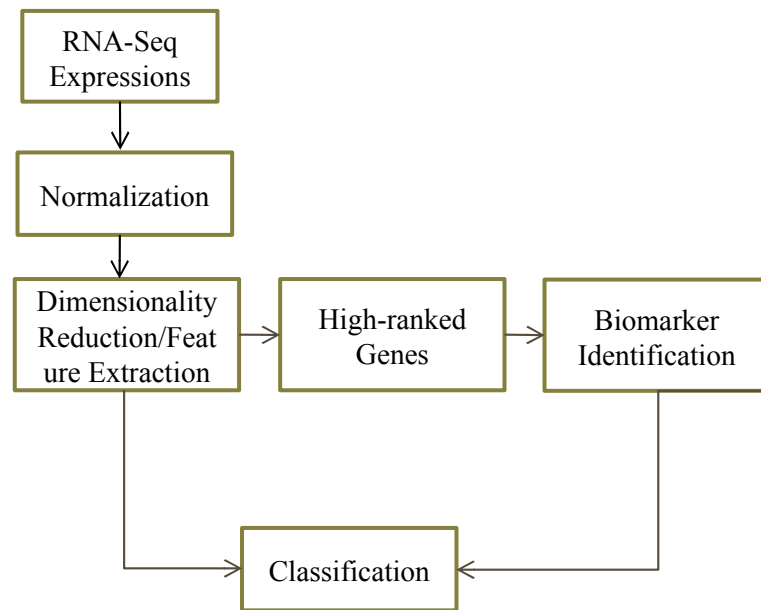 RNA-Seq
Expressions
Normalization
Dimensionality
Reduction/Feat
ure Extraction
High-ranked
Genes
Biomarker
Identification
Classification